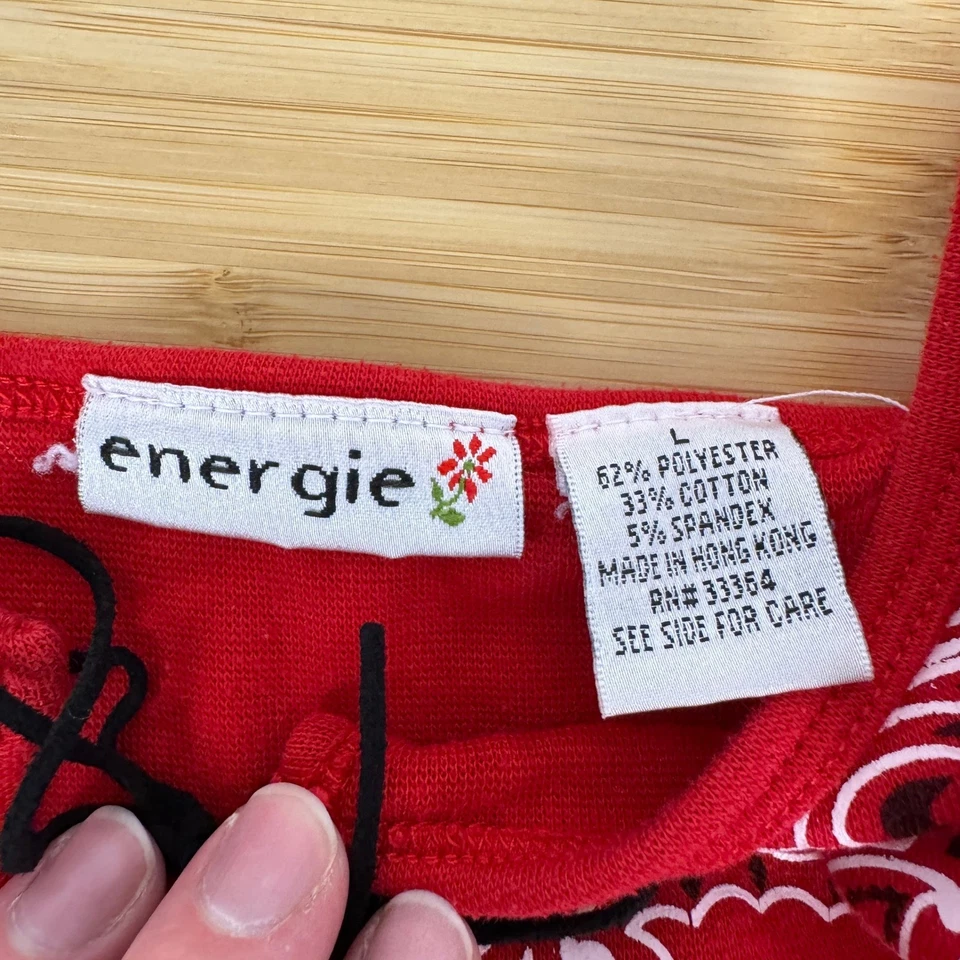 energie
L
62% POLYESTER
33% COTTON
5% SPANDEX
MADE IN HONG KONG
RN# 33364
SEE SIDE FOR CARE